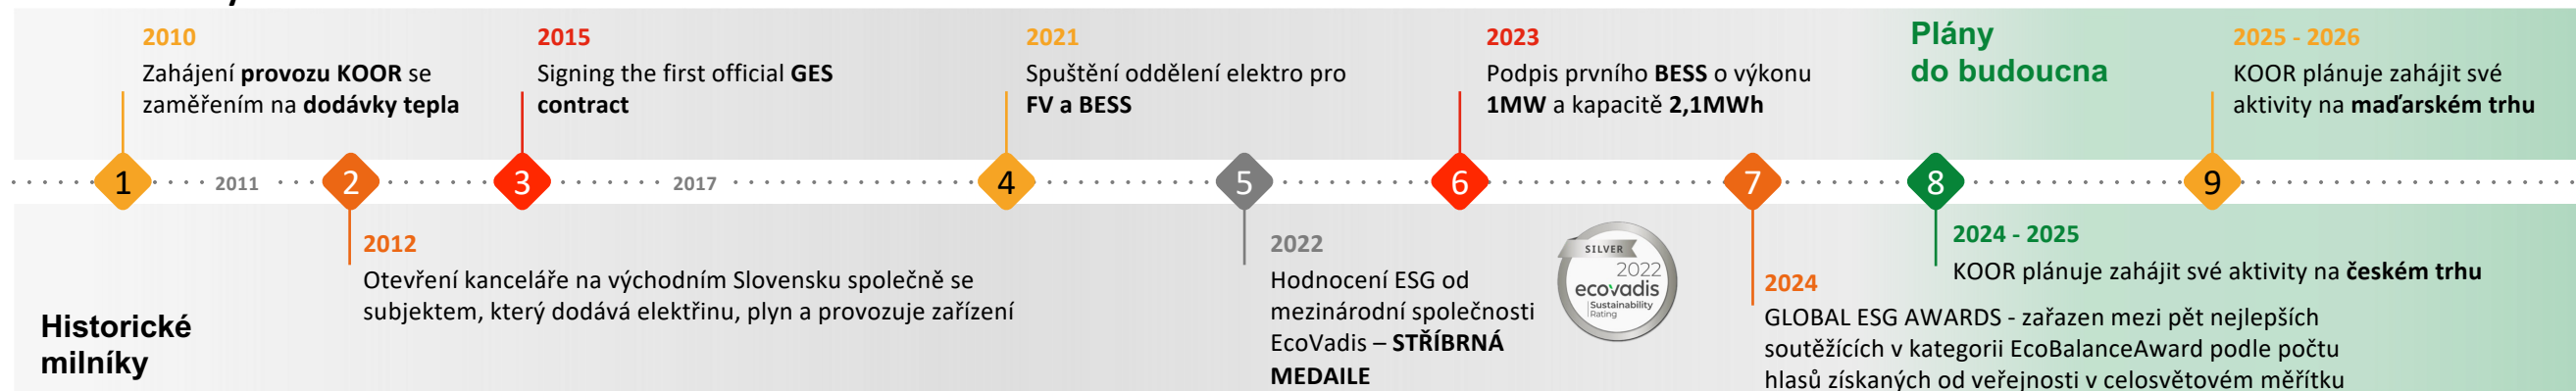 2010
Zahájení provozu KOOR se
zaměřením na dodávky tepla
2015
Signing the first official GES
contract
2021
Spuštění oddělení elektro pro
FV a BESS
2023
Podpis prvního BESS o výkonu
1MW a kapacitě 2,1MWh
Plány
do budoucna
2025 - 2026
KOOR plánuje zahájit své
aktivity na maďarském trhu
1
2011
2
3
2017
4
5
6
7
8
9
2012
Otevření kanceláře na východním Slovensku společně se
subjektem, který dodává elektřinu, plyn a provozuje zařízení
2022
Hodnocení ESG od
mezinárodní společnosti
EcoVadis – STŘÍBRNÁ
MEDAILE
SILVER
2022
ecovadis
Sustainability
Rating
2024
GLOBAL ESG AWARDS - zařazen mezi pět nejlepších
soutěžících v kategorii EcoBalanceAward podle počtu
hlasů získaných od veřejnosti v celosvětovém měřítku
2024 - 2025
KOOR plánuje zahájit své aktivity na českém trhu
Historické
milníky